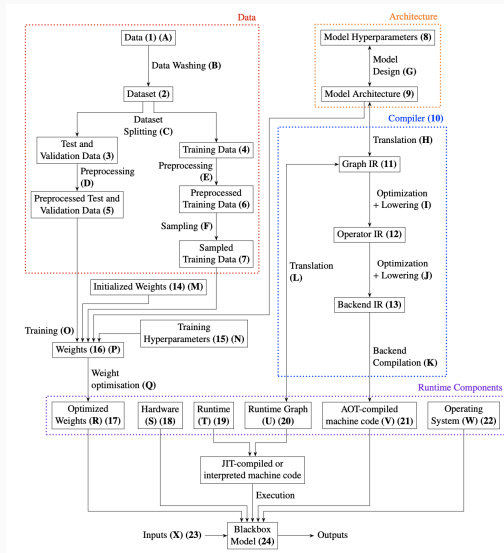 Data
Architecture
Data (1) (A)
Model Hyperparameters (8)
Data Washing (B)
Model
Design (G)
Dataset (2)
Model Architecture (9)
Dataset
Splitting (C)
Compiler (10)
Test and
Validation Data (3)
Training Data (4)
Translation (H)
Preprocessing
(D)
Preprocessing
(E)
Graph IR (11)
Preprocessed Test and
Validation Data (5)
Preprocessed
Training Data (6)
Optimization
+ Lowering (I)
Sampling (F)
Operator IR (12)
Sampled
Training Data (7)
Translation
(L)
Optimization
+ Lowering (J)
Initialized Weights (14) (M)
Backend IR (13)
Training (O)
Training
Hyperparameters (15) (N)
Weights (16) (P)
Backend
Compilation (K)
Weight
optimisation (Q)
Runtime Components
Optimized
Weights (R) (17)
Hardware
(S) (18)
Runtime
(T) (19)
Runtime Graph
(U) (20)
AOT-compiled
machine code (V) (21)
Operating
System (W) (22)
JIT-compiled or
interpreted machine code
Execution
Inputs (X) (23)
Blackbox
Model (24)
Outputs